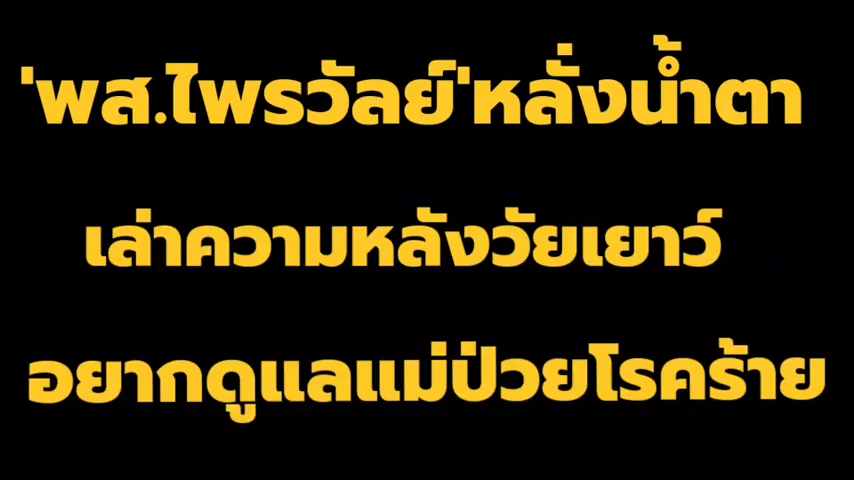 'พส.ไพรวัลย์'หลั่งน้ำตา
เล่าความหลังวัยเยาว์
อยากดูแลแม่ป่วยโรคร้าย